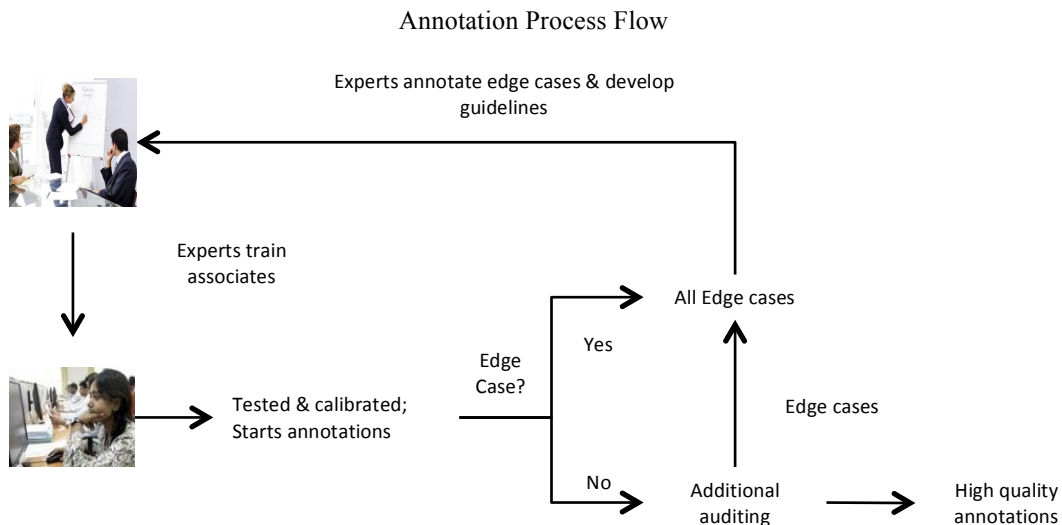 Annotation Process Flow
Experts annotate edge cases & develop
guidelines
Experts train
associates
All Edge cases
Yes
Edge
Case?
Tested & calibrated;
Starts annotations
Edge cases
No
Additional
auditing
High quality
annotations